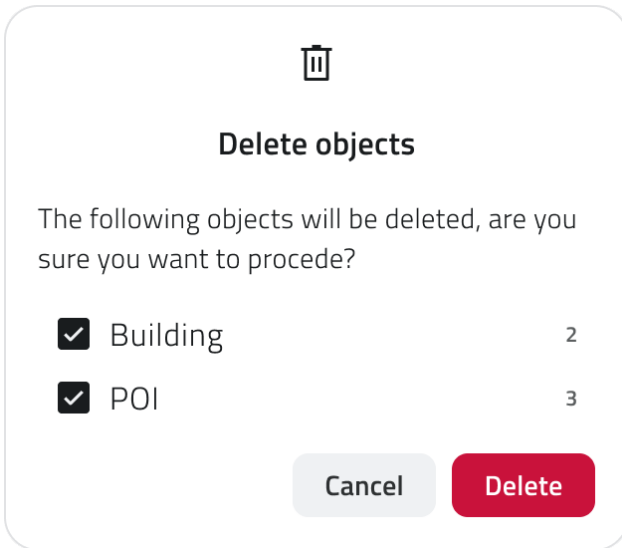 Delete objects
The following objects will be deleted, are you
sure you want to procede?
Building 2
POI 3
Cancel Delete